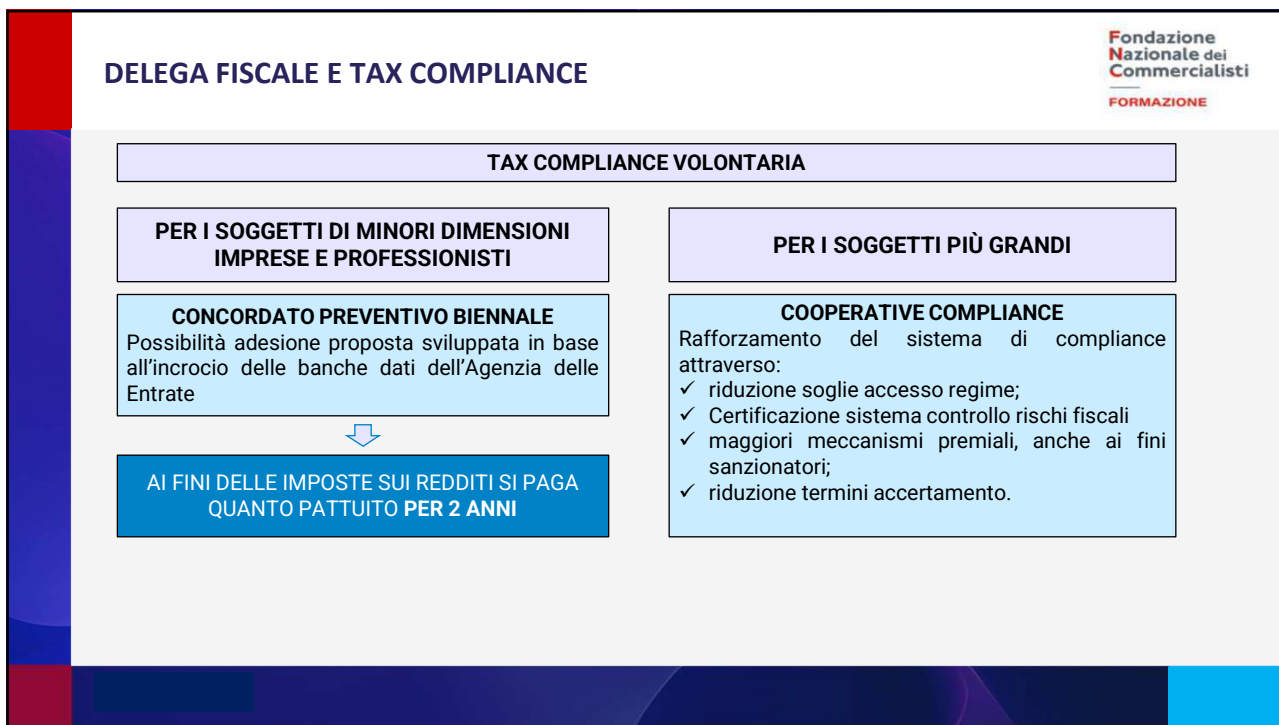 DELEGA FISCALE E TAX COMPLIANCE
Fondazione
Nazionale dei
Commercialisti
FORMAZIONE
TAX COMPLIANCE VOLONTARIA
PER I SOGGETTI DI MINORI DIMENSIONI
IMPRESE E PROFESSIONISTI
CONCORDATO PREVENTIVO BIENNALE
Possibilità adesione proposta sviluppata in base
all’incrocio delle banche dati dell’Agenzia delle
Entrate
AI FINI DELLE IMPOSTE SUI REDDITI SI PAGA
QUANTO PATTUITO PER 2 ANNI
PER I SOGGETTI PIÙ GRANDI
COOPERATIVE COMPLIANCE
Rafforzamento del sistema di compliance
attraverso:
✓ riduzione soglie accesso regime;
✓ Certificazione sistema controllo rischi fiscali
✓ maggiori meccanismi premiali, anche ai fini
sanzionatori;
✓ riduzione termini accertamento.